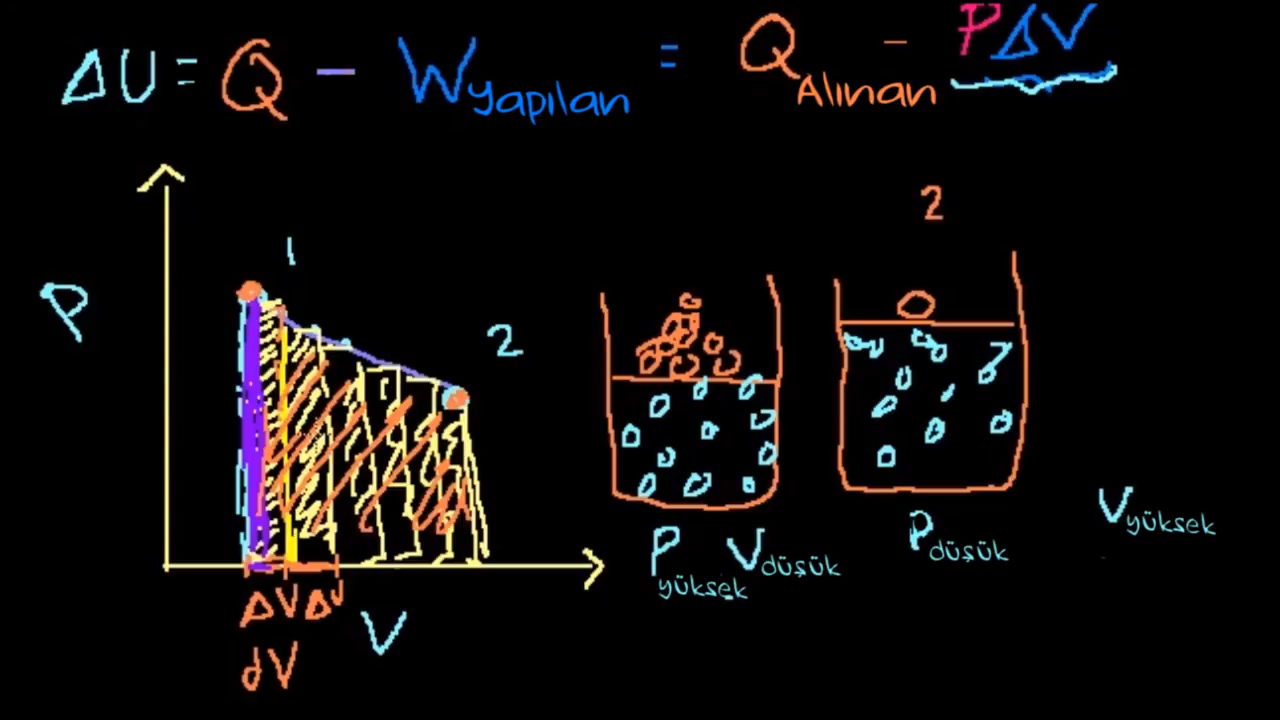 ΔU = Q - W yapılan = Q Alınan - PΔV
2
1
P
2
P yüksek V düşük
P düşük
V yüksek
ΔV ΔV
V
dV